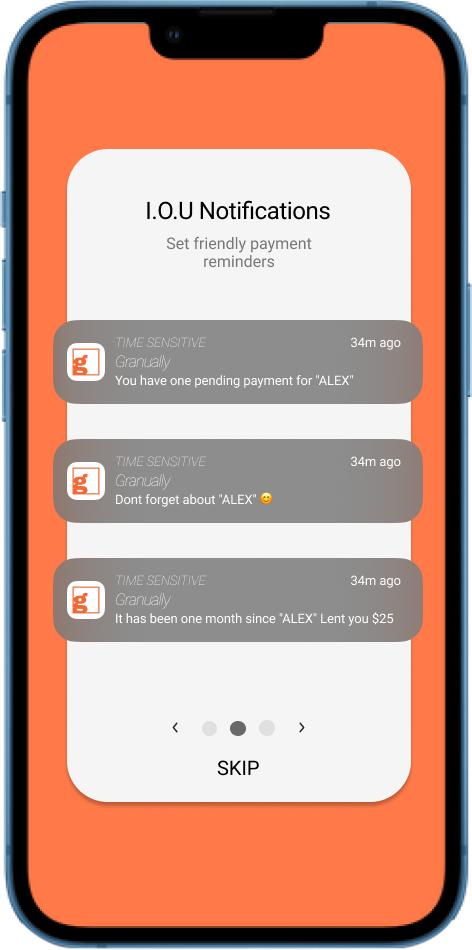 I.O.U Notifications
Set friendly payment
reminders
TIME SENSITIVE 34m ago
g Granually
You have one pending payment for "ALEX"
TIME SENSITIVE 34m ago
g Granually
Dont forget about "ALEX" 😊
TIME SENSITIVE 34m ago
g Granually
It has been one month since "ALEX" Lent you $25
‹ ›
SKIP